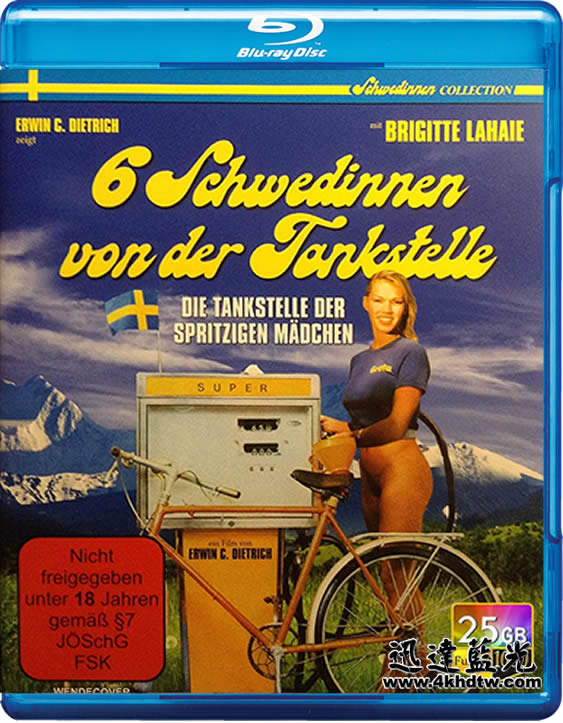 Blu-ray Disc
Schwedinnen COLLECTION
ERWIN C. DIETRICH
zeigt
mit BRIGITTE LAHAIE
6 Schwedinnen
von der Tankstelle
DIE TANKSTELLE DER
SPRITZIGEN MÄDCHEN
Greta
SUPER
ein Film von
ERWIN C. DIETRICH
Nicht
freigegeben
unter 18 Jahren
gemäß §7
JÖSchG
FSK
25GB
迅達藍光
www.4khdtw.com
WENDECOVER